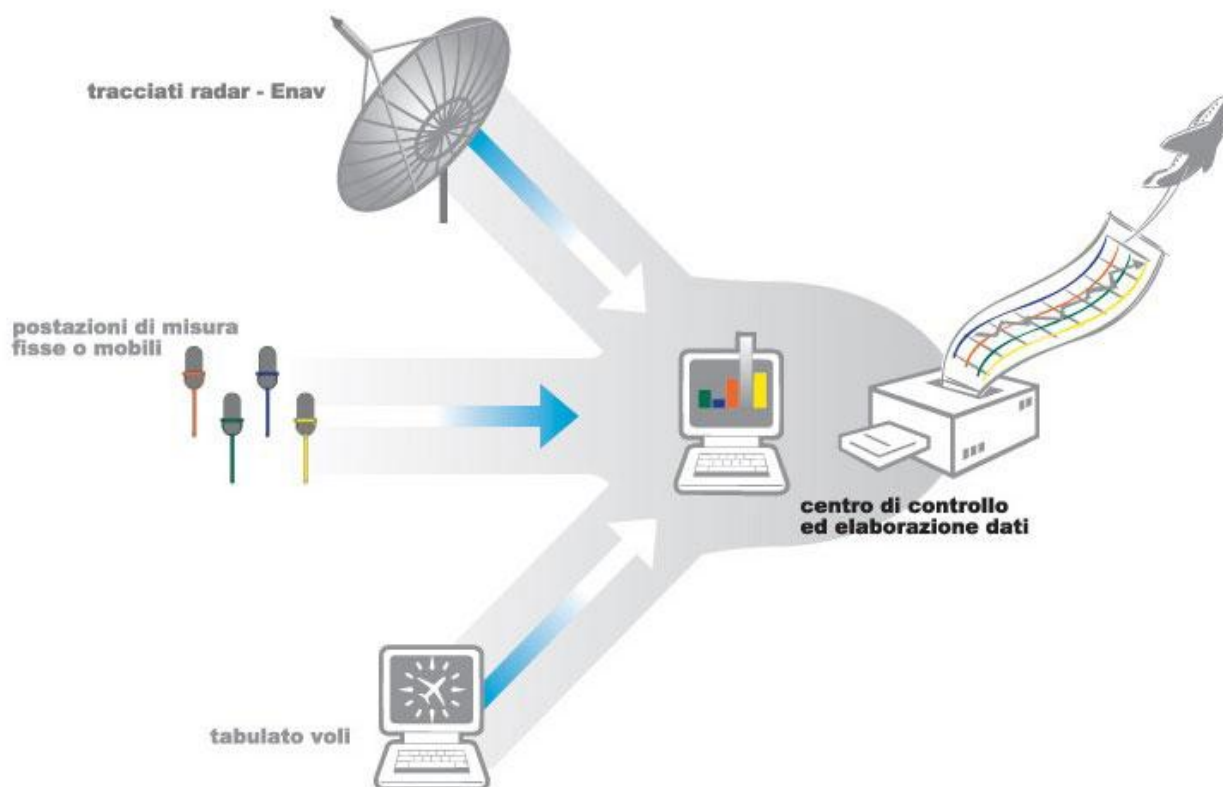 tracciati radar - Enav
postazioni di misura
fisse o mobili
centro di controllo
ed elaborazione dati
tabulato voli